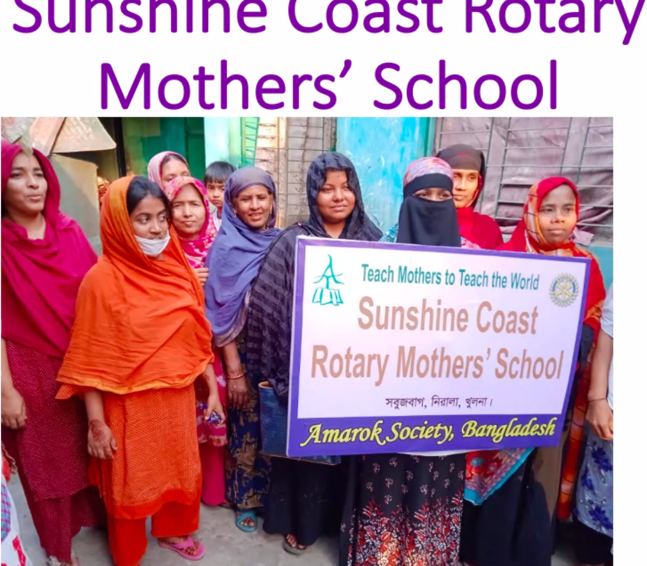 Sunshine Coast Rotary
Mothers’ School
Teach Mothers to Teach the World
Sunshine Coast
Rotary Mothers’ School
সবুজবাগ, নিরালা, খুলনা।
Amarok Society, Bangladesh